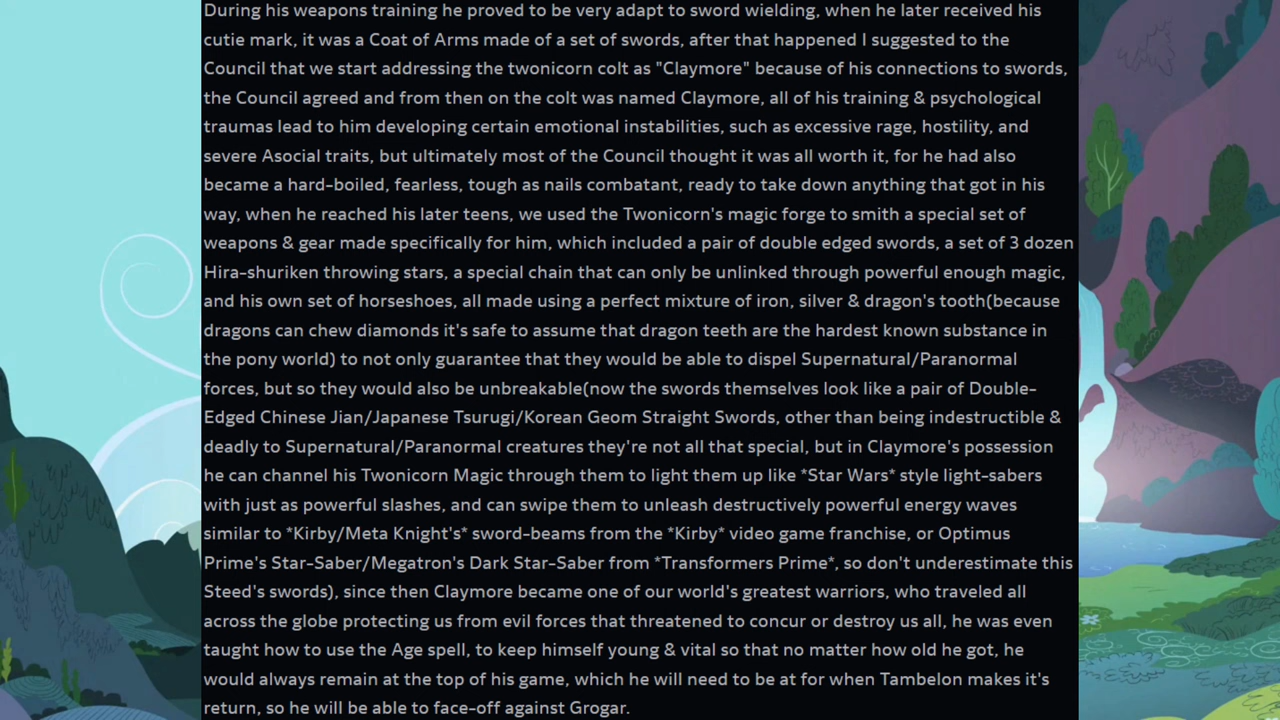 During his weapons training he proved to be very adapt to sword wielding, when he later received his
cutie mark, it was a Coat of Arms made of a set of swords, after that happened I suggested to the
Council that we start addressing the twonicorn colt as "Claymore" because of his connections to swords,
the Council agreed and from then on the colt was named Claymore, all of his training & psychological
traumas lead to him developing certain emotional instabilities, such as excessive rage, hostility, and
severe Asocial traits, but ultimately most of the Council thought it was all worth it, for he had also
became a hard-boiled, fearless, tough as nails combatant, ready to take down anything that got in his
way, when he reached his later teens, we used the Twonicorn's magic forge to smith a special set of
weapons & gear made specifically for him, which included a pair of double edged swords, a set of 3 dozen
Hira-shuriken throwing stars, a special chain that can only be unlinked through powerful enough magic,
and his own set of horseshoes, all made using a perfect mixture of iron, silver & dragon's tooth(because
dragons can chew diamonds it's safe to assume that dragon teeth are the hardest known substance in
the pony world) to not only guarantee that they would be able to dispel Supernatural/Paranormal
forces, but so they would also be unbreakable(now the swords themselves look like a pair of Double-
Edged Chinese Jian/Japanese Tsurugi/Korean Geom Straight Swords, other than being indestructible &
deadly to Supernatural/Paranormal creatures they're not all that special, but in Claymore's possession
he can channel his Twonicorn Magic through them to light them up like *Star Wars* style light-sabers
with just as powerful slashes, and can swipe them to unleash destructively powerful energy waves
similar to *Kirby/Meta Knight's* sword-beams from the *Kirby* video game franchise, or Optimus
Prime's Star-Saber/Megatron's Dark Star-Saber from *Transformers Prime*, so don't underestimate this
Steed's swords), since then Claymore became one of our world's greatest warriors, who traveled all
across the globe protecting us from evil forces that threatened to concur or destroy us all, he was even
taught how to use the Age spell, to keep himself young & vital so that no matter how old he got, he
would always remain at the top of his game, which he will need to be at for when Tambelon makes it's
return, so he will be able to face-off against Grogar.